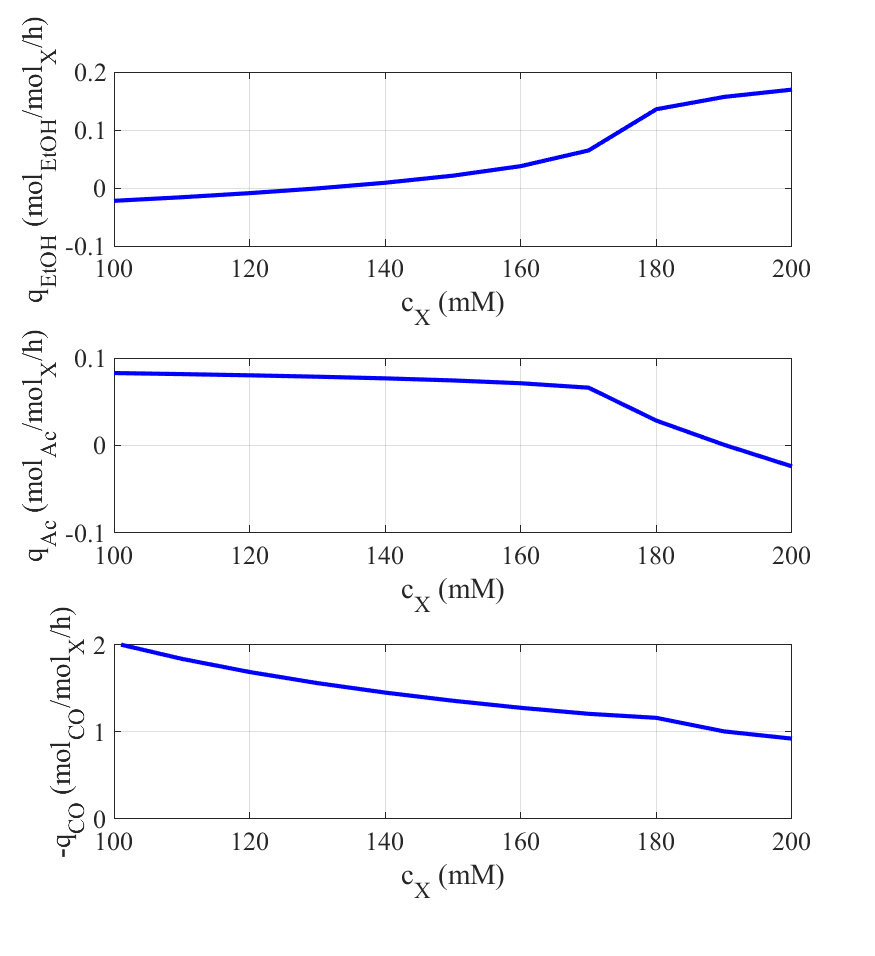 q_EtOH (mol_EtOH/mol_X/h)
0.2
0.1
0
-0.1
100 120 140 160 180 200
c_X (mM)
q_Ac (mol_Ac/mol_X/h)
0.1
0
-0.1
100 120 140 160 180 200
c_X (mM)
-q_CO (mol_CO/mol_X/h)
2
1
0
100 120 140 160 180 200
c_X (mM)